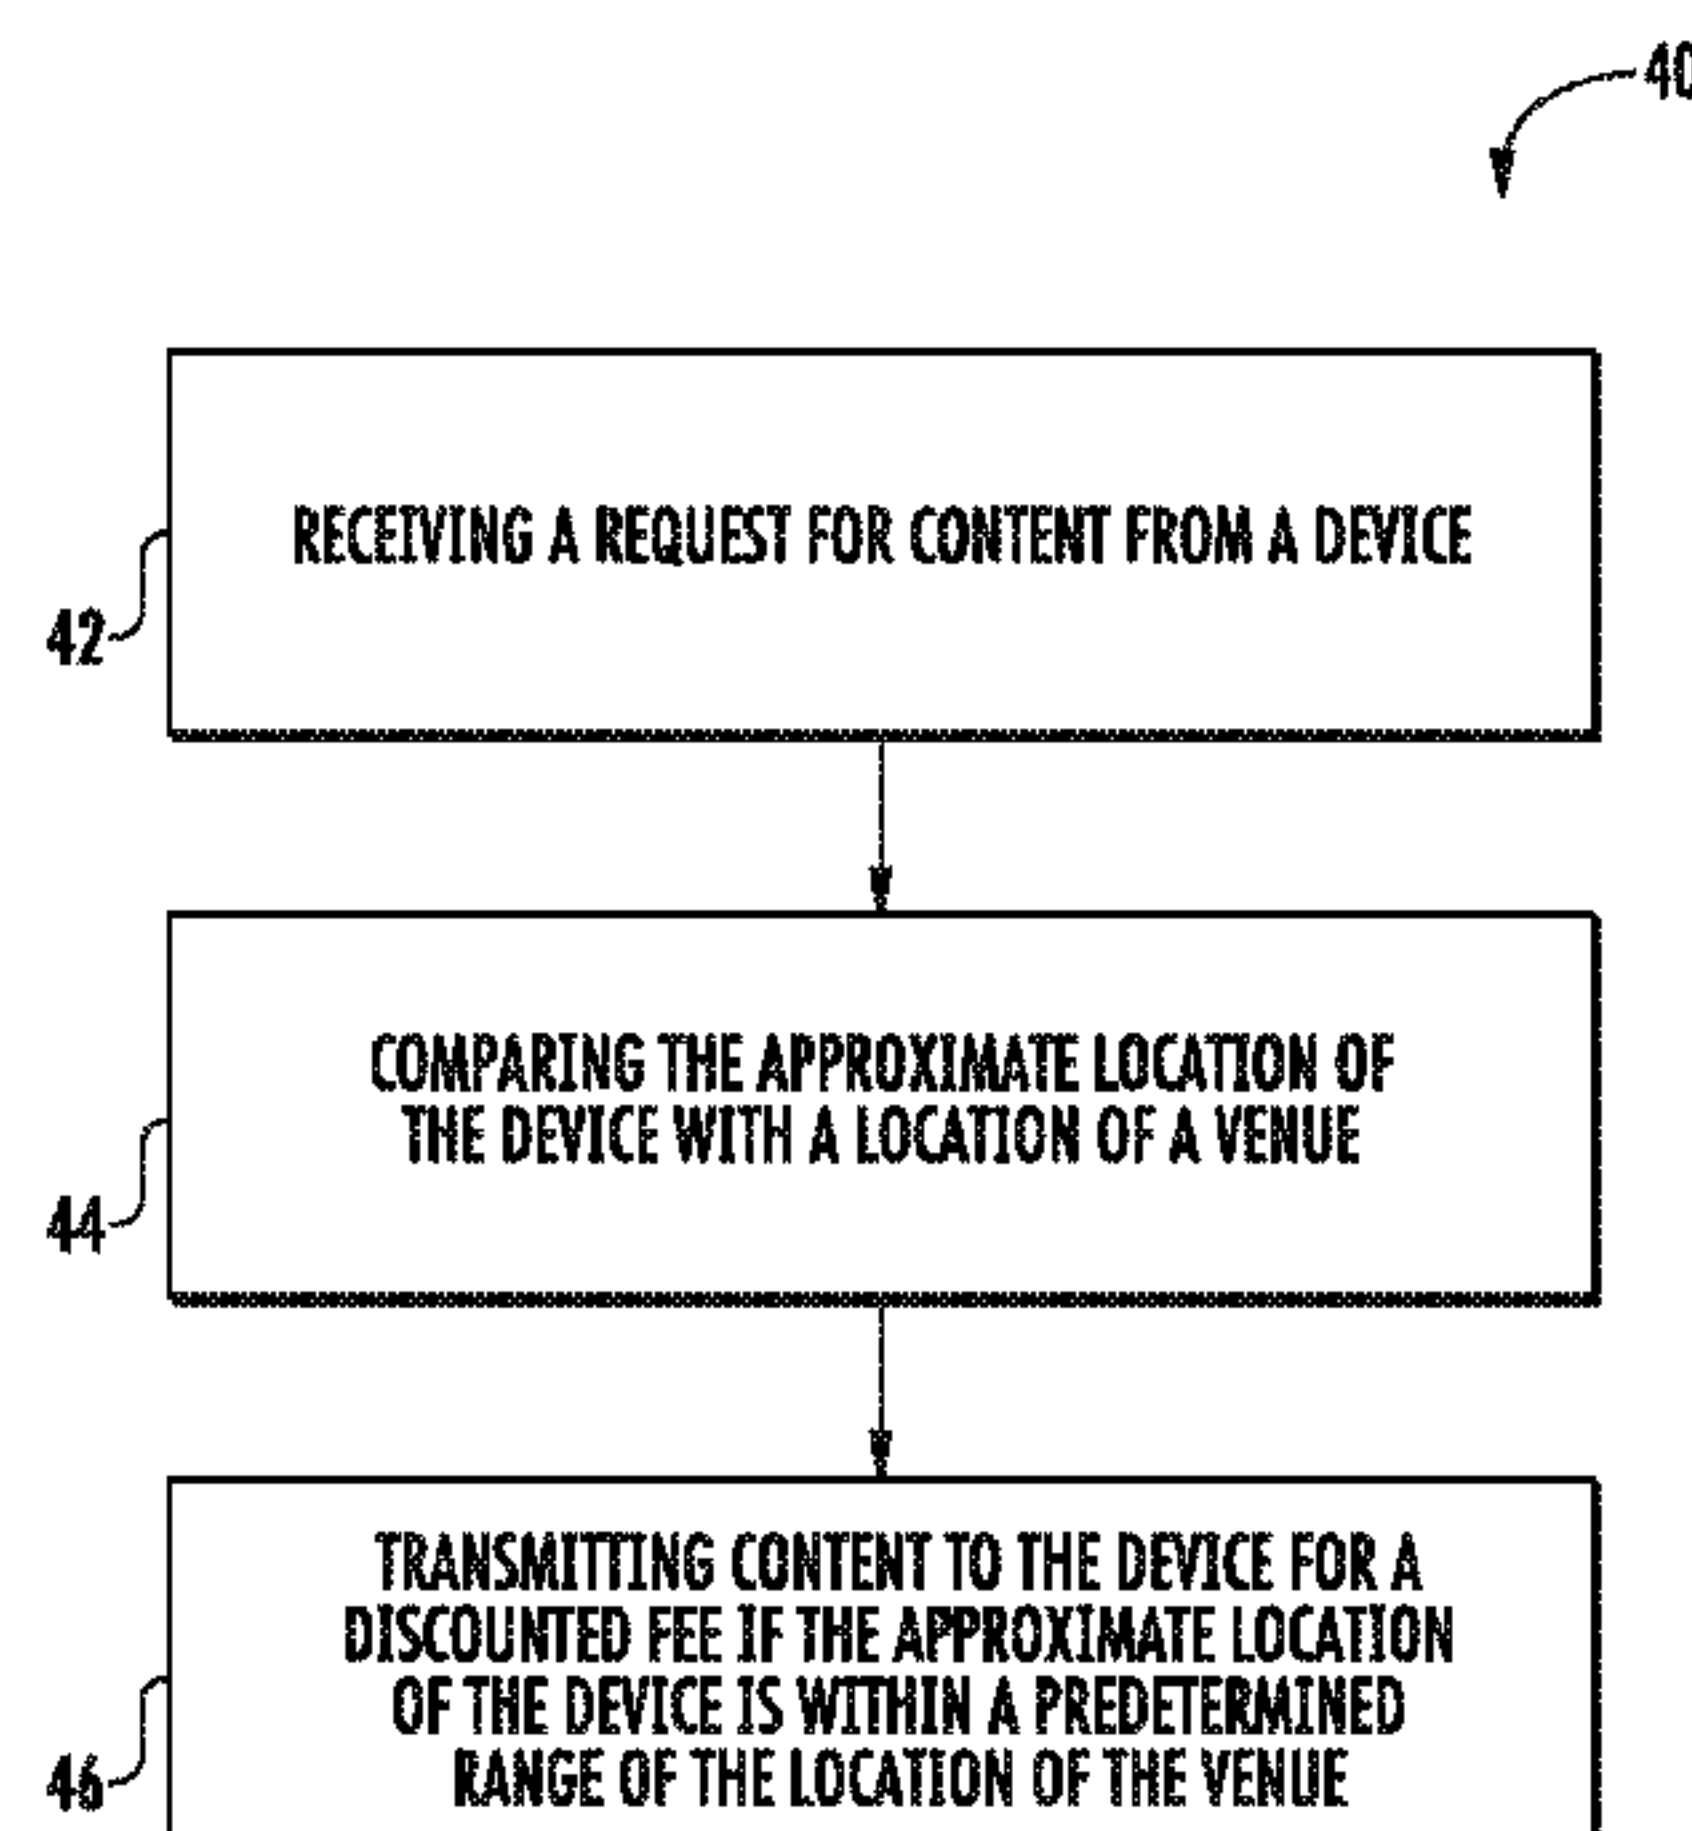 40
RECEIVING A REQUEST FOR CONTENT FROM A DEVICE
42
COMPARING THE APPROXIMATE LOCATION OF
THE DEVICE WITH A LOCATION OF A VENUE
44
TRANSMITTING CONTENT TO THE DEVICE FOR A
DISCOUNTED FEE IF THE APPROXIMATE LOCATION
OF THE DEVICE IS WITHIN A PREDETERMINED
RANGE OF THE LOCATION OF THE VENUE
46